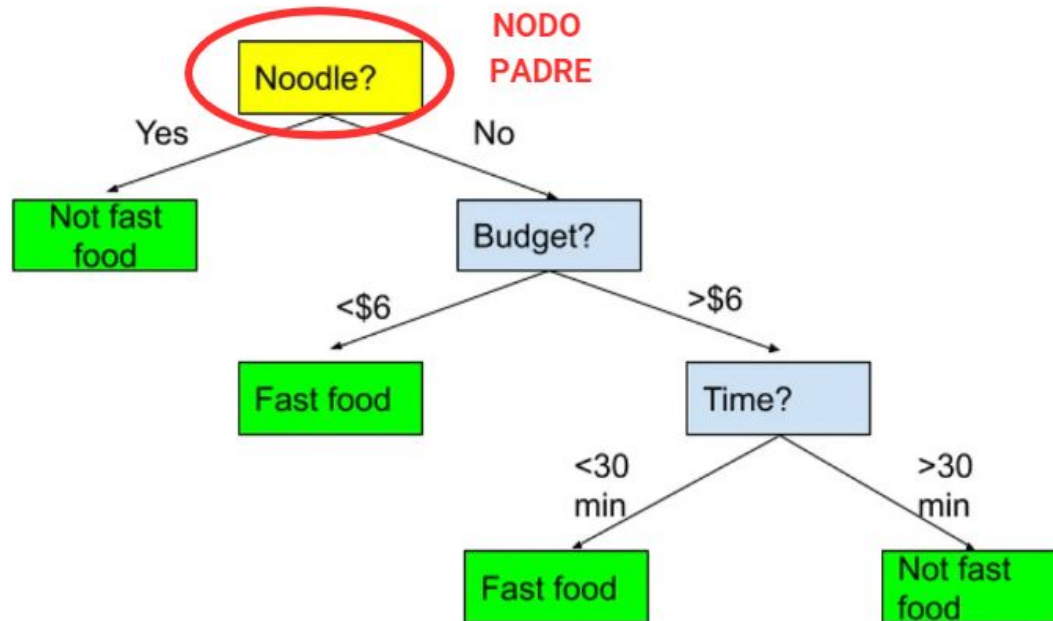 NODO
PADRE
Noodle?
Yes
No
Not fast
food
Budget?
<$6
>$6
Fast food
Time?
<30
min
>30
min
Fast food
Not fast
food